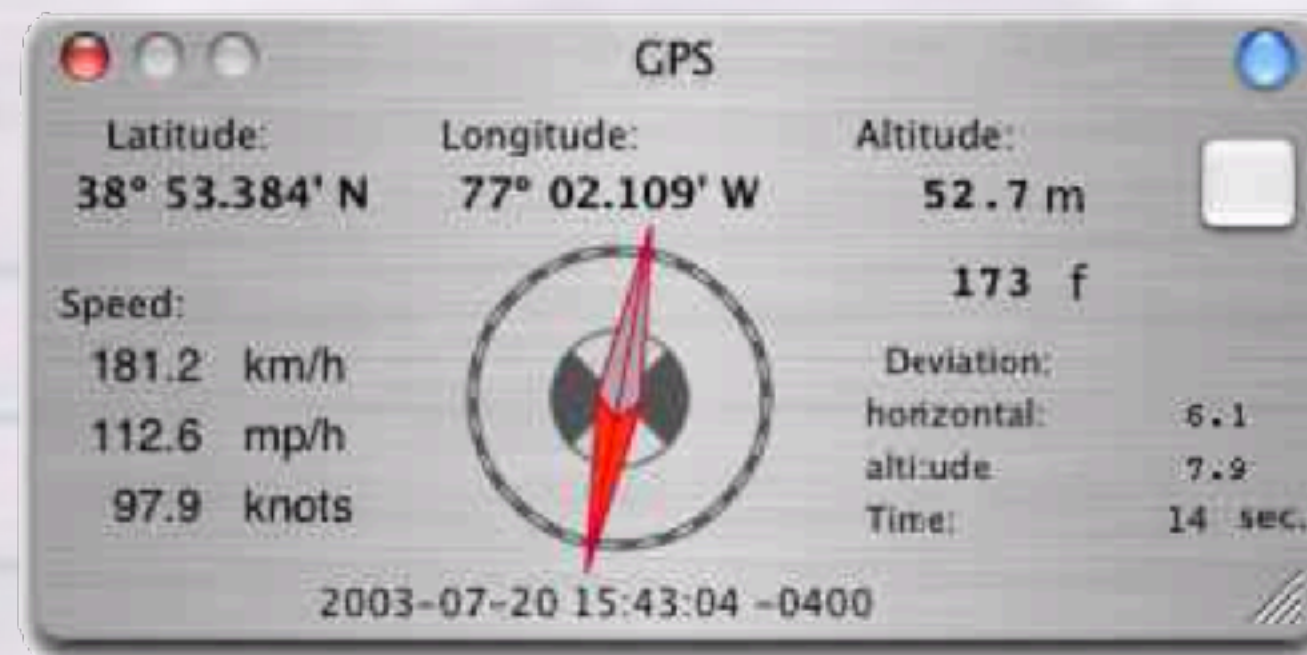 GPS
Latitude: Longitude: Altitude:
38° 53.384' N 77° 02.109' W 52.7 m
173 f
Speed:
181.2 km/h
112.6 mp/h
97.9 knots
Deviation:
horizontal: 6.1
alti:ude 7.9
Time: 14 sec.
2003-07-20 15:43:04 -0400